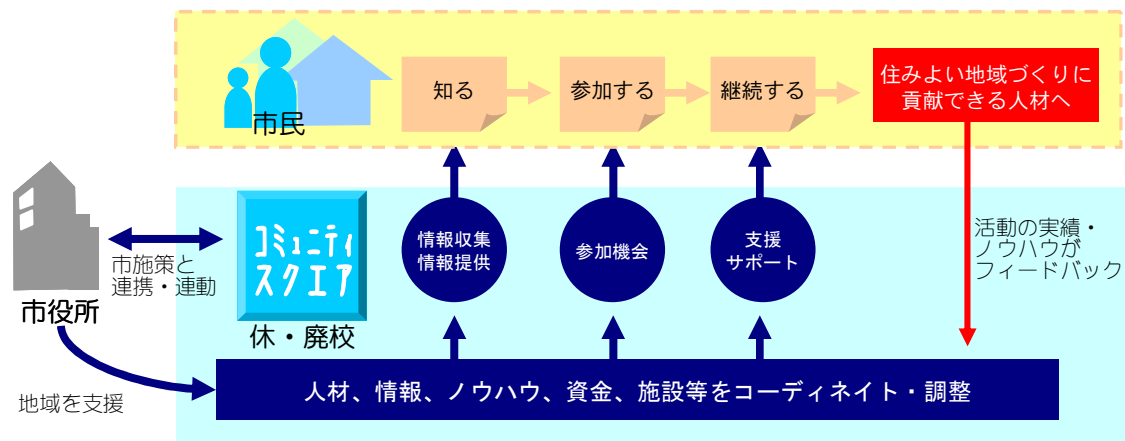 知る
参加する
継続する
住みよい地域づくりに
貢献できる人材へ
市民
コミュニティ
スクエア
休・廃校
情報収集
情報提供
参加機会
支援
サポート
活動の実績・
ノウハウが
フィードバック
市施策と
連携・連動
市役所
地域を支援
人材、情報、ノウハウ、資金、施設等をコーディネイト・調整